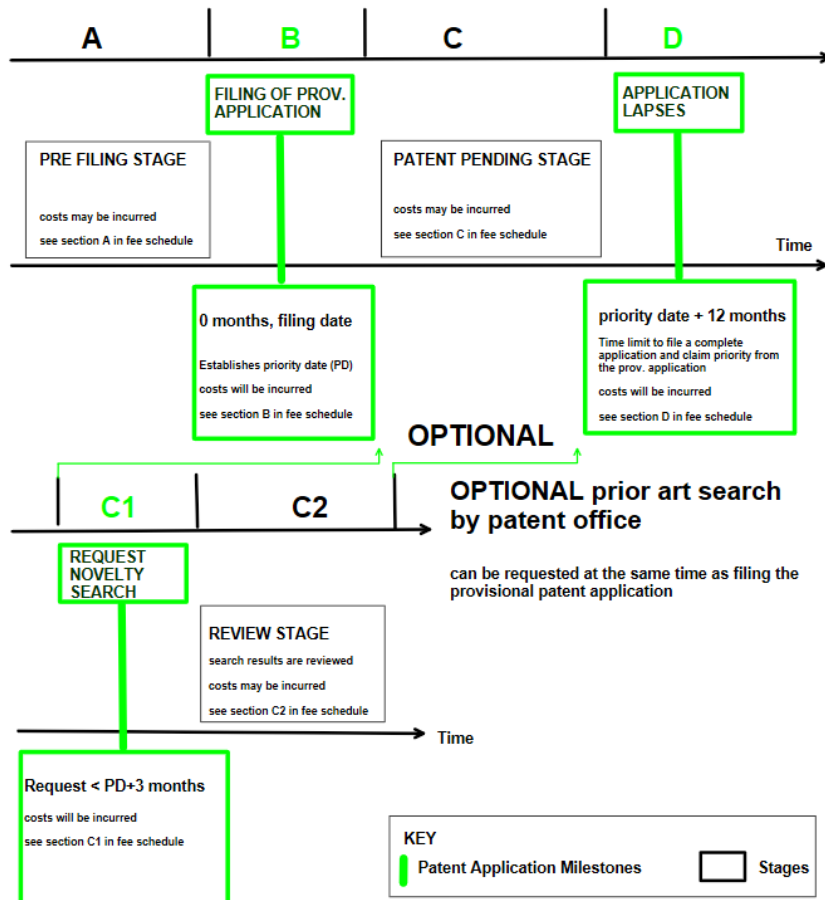 A
B
C
D
FILING OF PROV.
APPLICATION
APPLICATION
LAPSES
PRE FILING STAGE
costs may be incurred
see section A in fee schedule
PATENT PENDING STAGE
costs may be incurred
see section C in fee schedule
Time
0 months, filing date
Establishes priority date (PD)
costs will be incurred
see section B in fee schedule
priority date + 12 months
Time limit to file a complete
application and claim priority from
the prov. application
costs will be incurred
see section D in fee schedule
OPTIONAL
C1
C2
OPTIONAL prior art search
by patent office
can be requested at the same time as filing the
provisional patent application
REQUEST
NOVELTY
SEARCH
REVIEW STAGE
search results are reviewed
costs may be incurred
see section C2 in fee schedule
Time
Request < PD+3 months
costs will be incurred
see section C1 in fee schedule
KEY
Patent Application Milestones
Stages